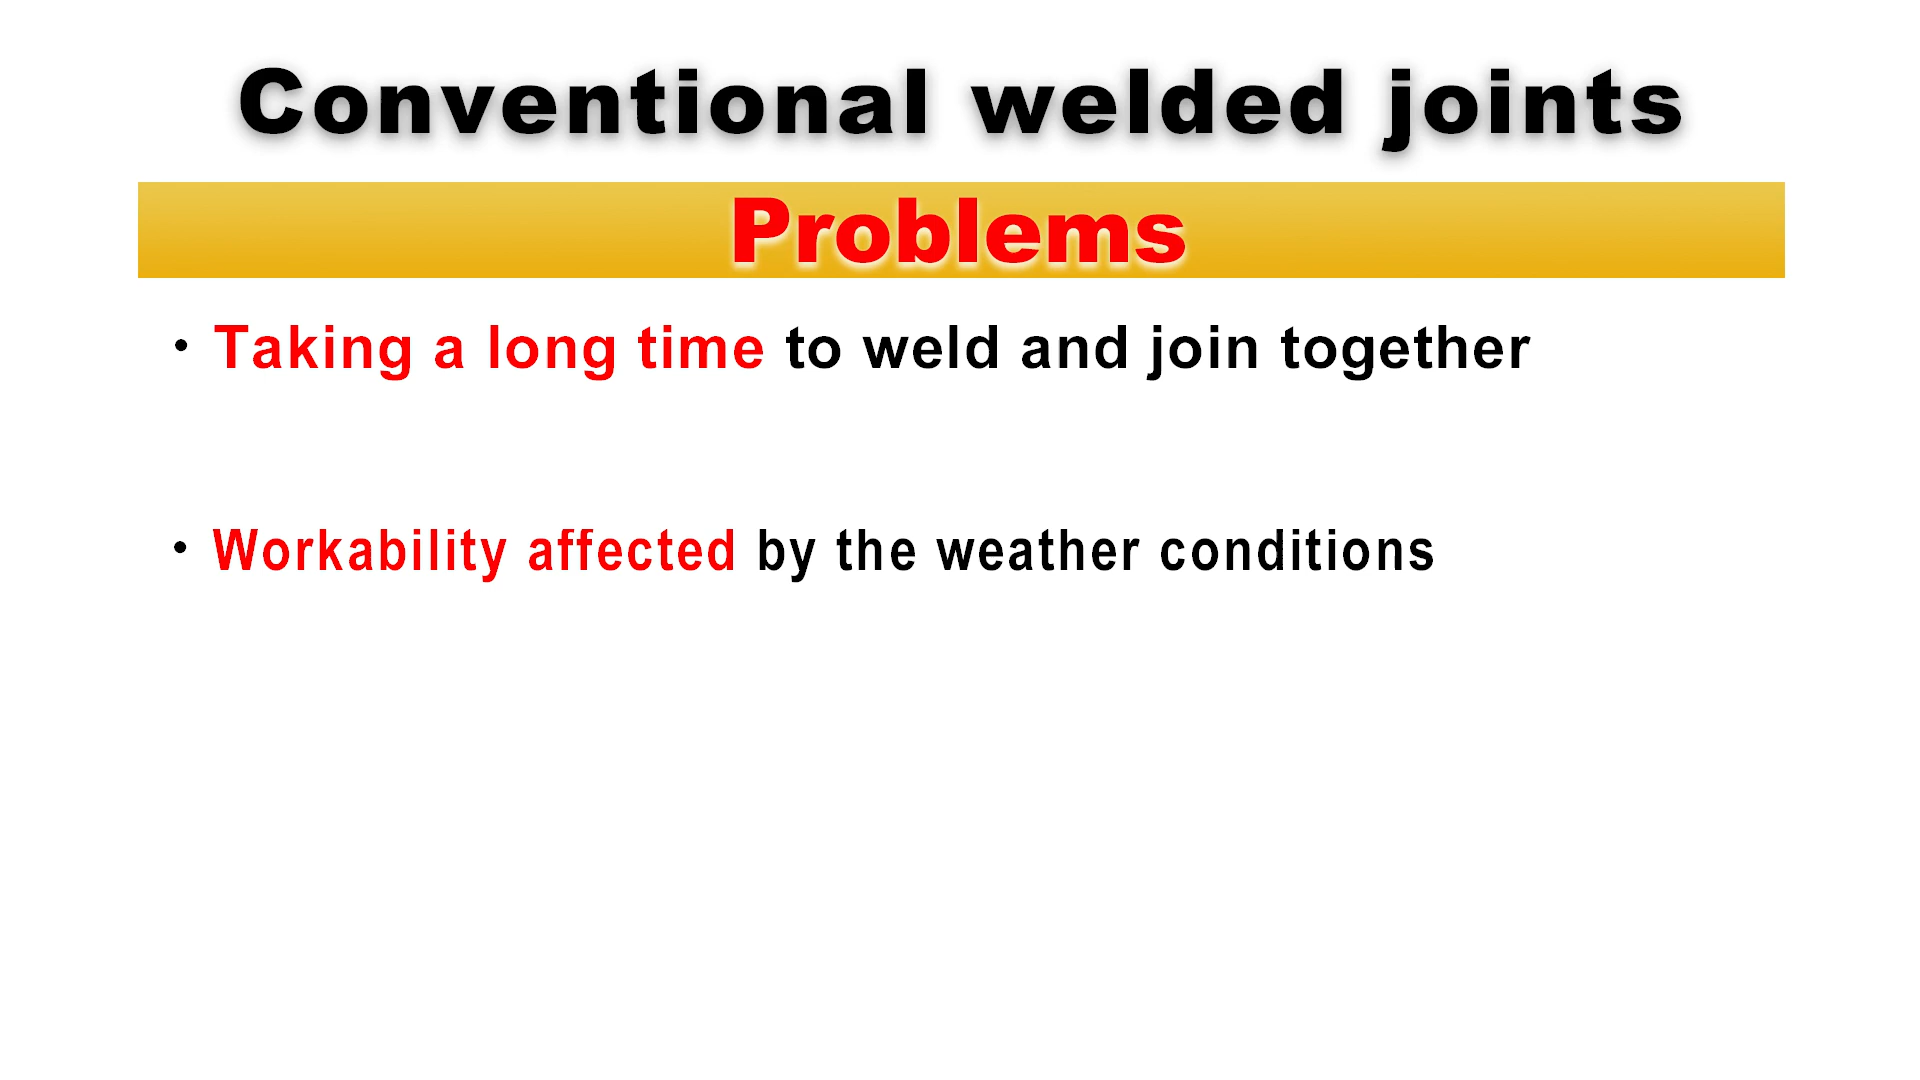 Conventional welded joints
Problems
• Taking a long time to weld and join together
• Workability affected by the weather conditions